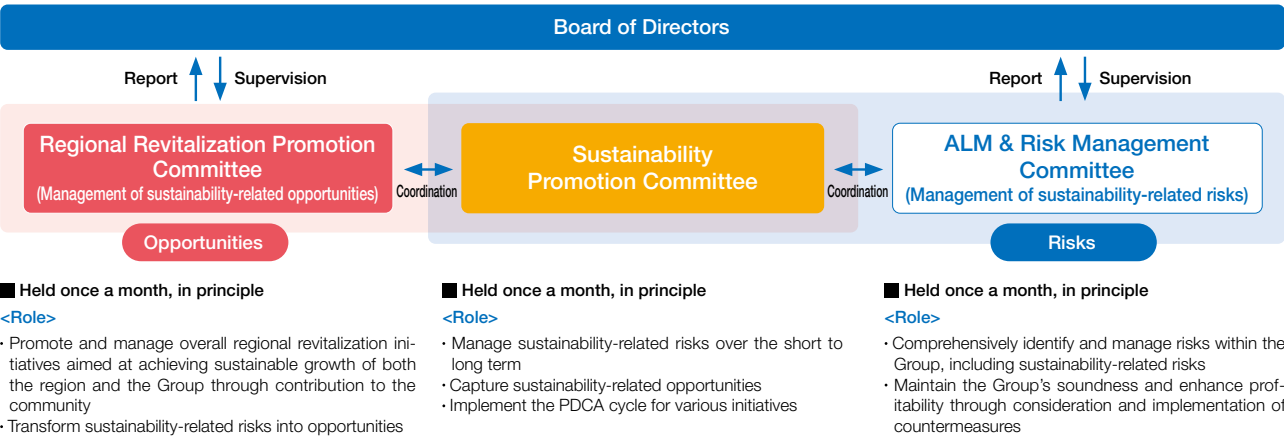 Board of Directors
Report
Supervision
Report
Supervision
Regional Revitalization Promotion
Committee
(Management of sustainability-related opportunities)
Coordination
Sustainability
Promotion Committee
Coordination
ALM & Risk Management
Committee
(Management of sustainability-related risks)
Opportunities
Risks
■ Held once a month, in principle
<Role>
・Promote and manage overall regional revitalization ini-
tiatives aimed at achieving sustainable growth of both
the region and the Group through contribution to the
community
・Transform sustainability-related risks into opportunities
■ Held once a month, in principle
<Role>
・Manage sustainability-related risks over the short to
long term
・Capture sustainability-related opportunities
・Implement the PDCA cycle for various initiatives
■ Held once a month, in principle
<Role>
・Comprehensively identify and manage risks within the
Group, including sustainability-related risks
・Maintain the Group's soundness and enhance prof-
itability through consideration and implementation of
countermeasures